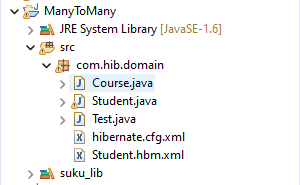 ManyToMany
JRE System Library [JavaSE-1.6]
src
com.hib.domain
Course.java
Student.java
Test.java
hibernate.cfg.xml
Student.hbm.xml
suku_lib